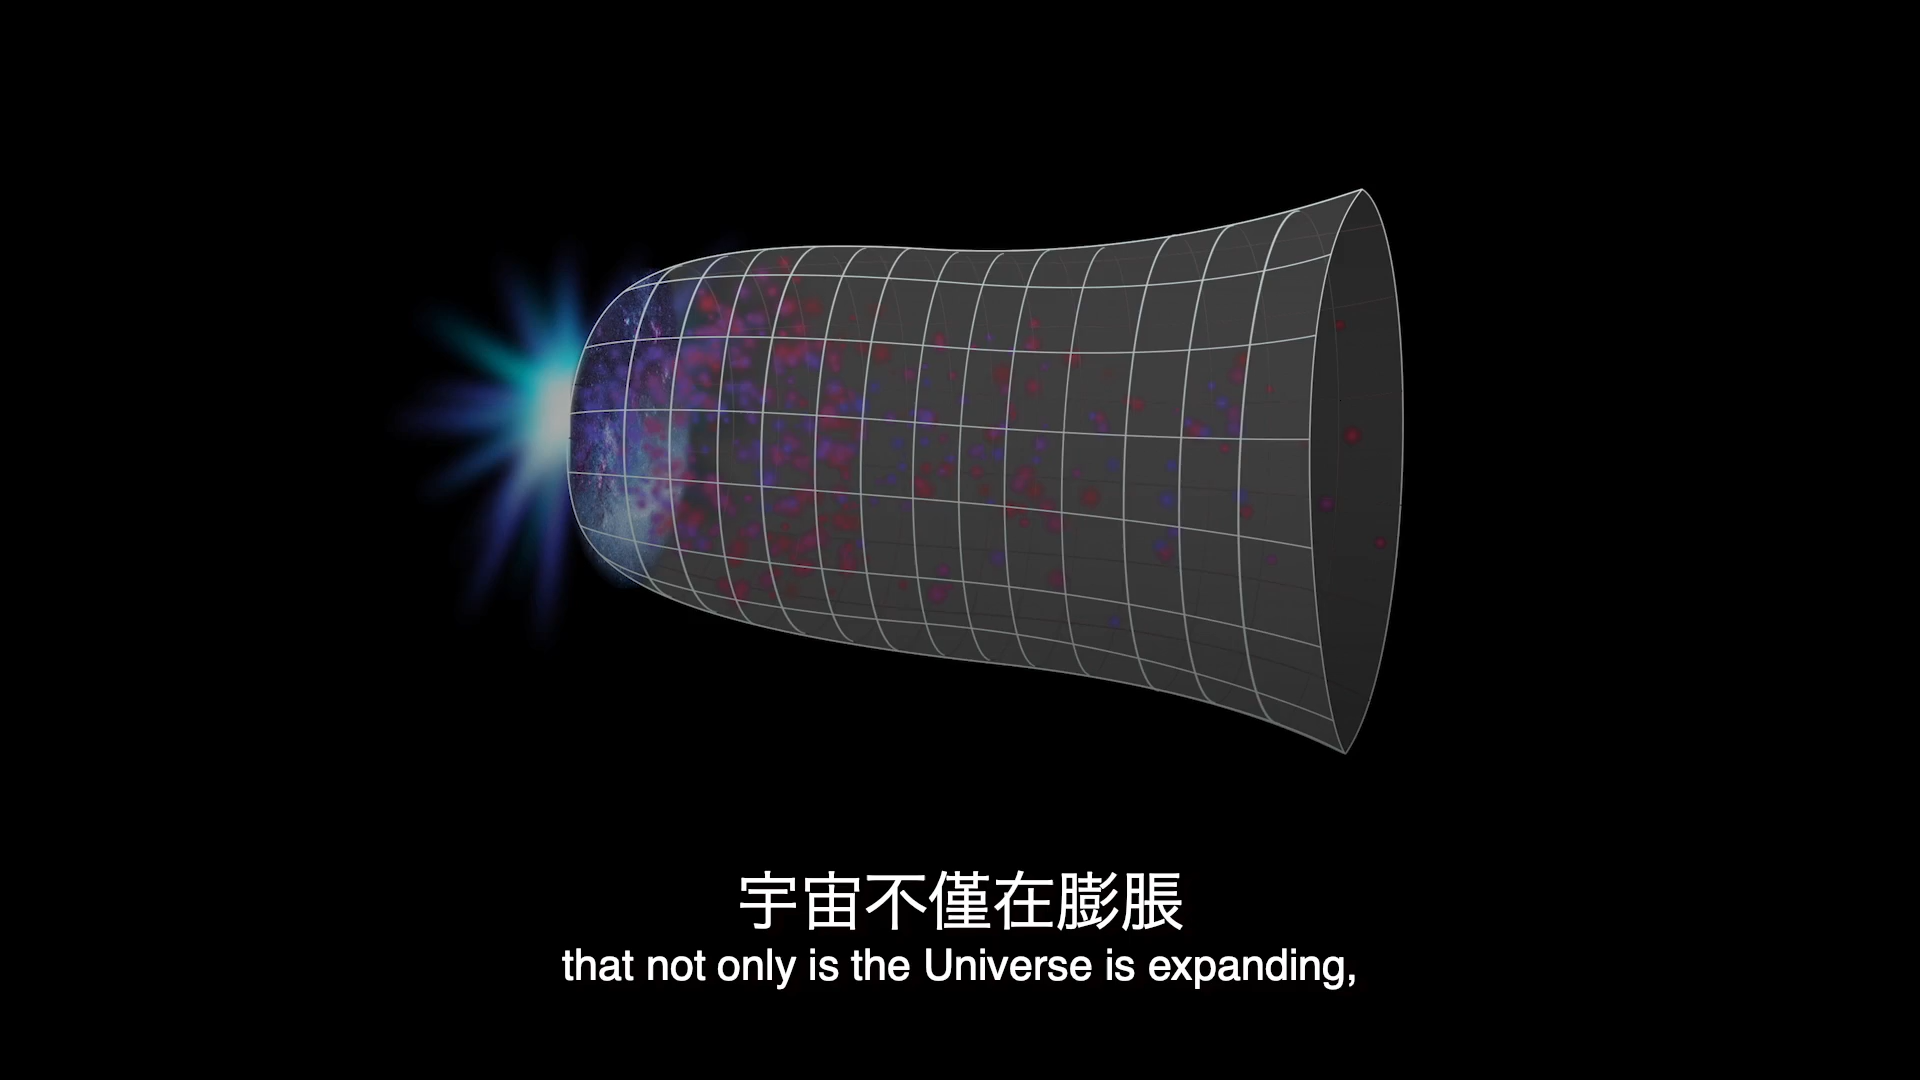 宇宙不僅在膨脹
that not only is the Universe is expanding,